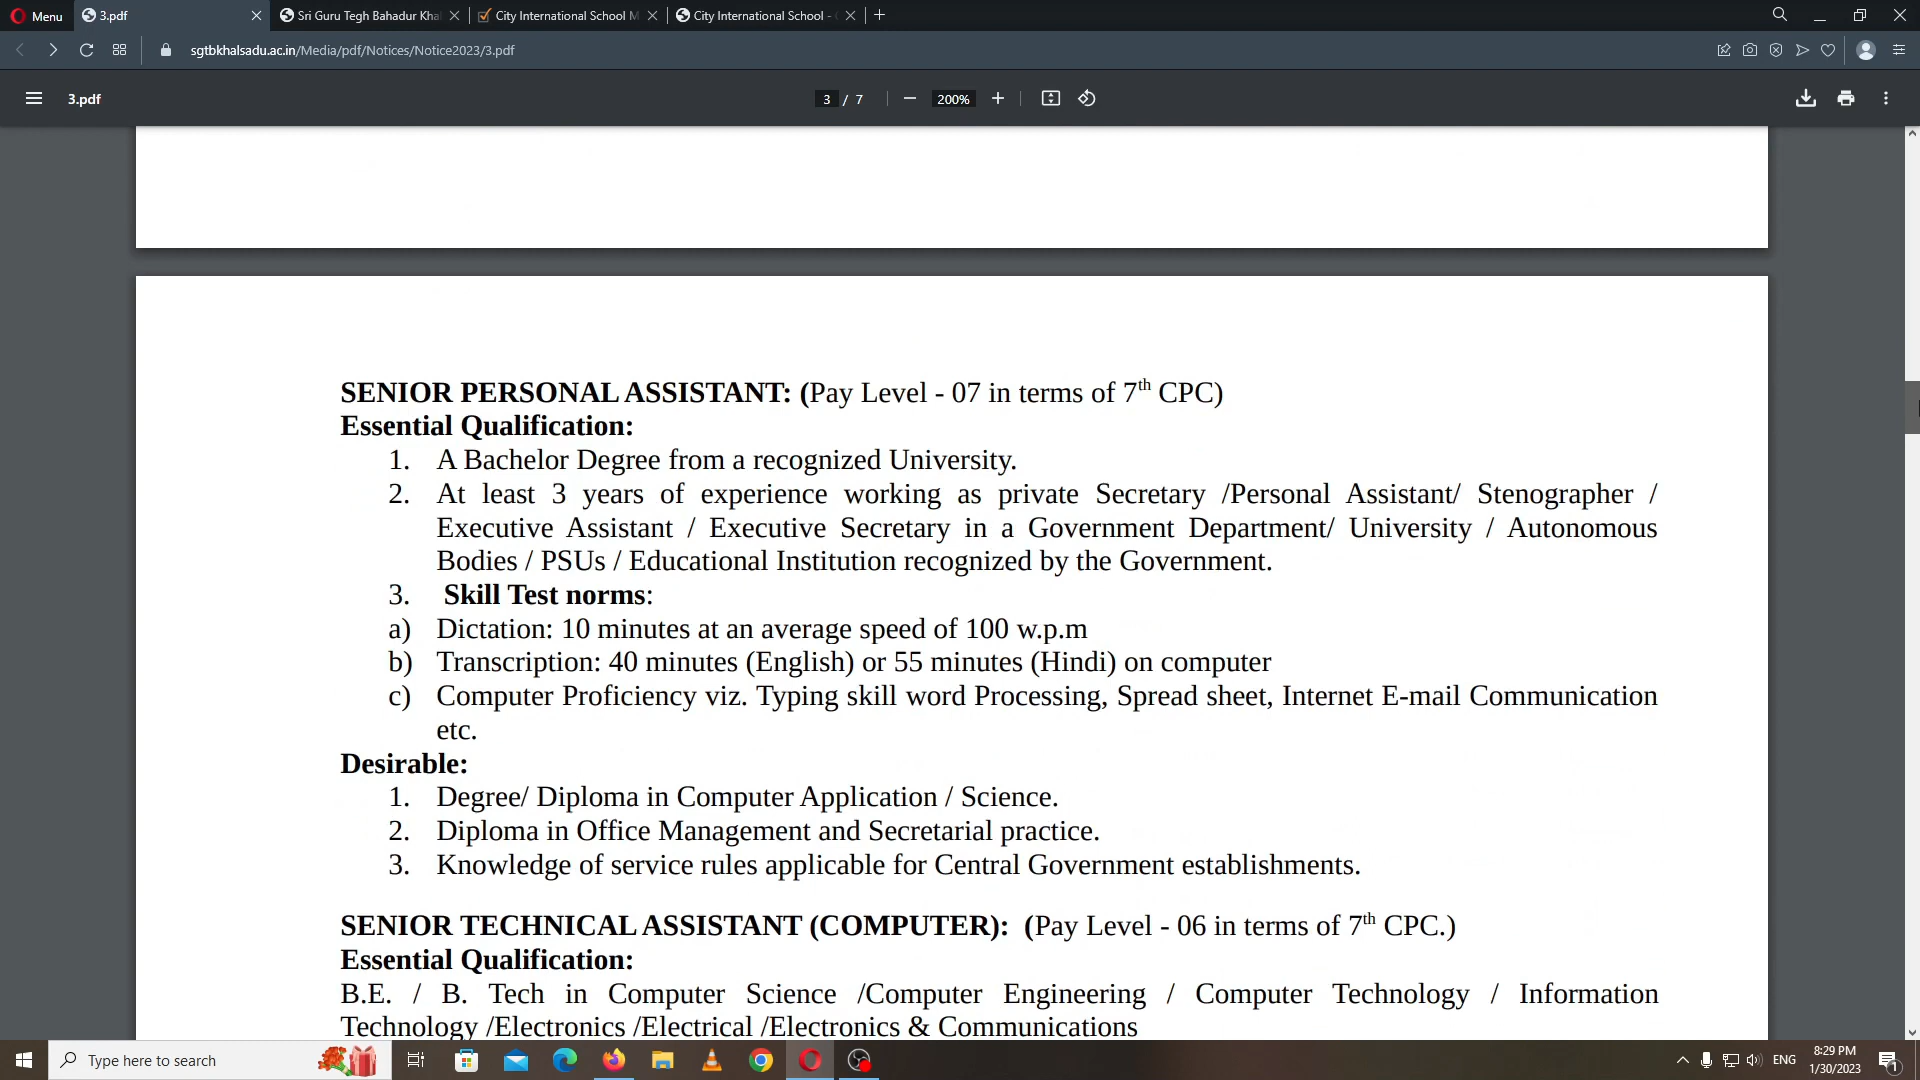 Menu
3.pdf
Sri Guru Tegh Bahadur Kha
City International School M
City International School -
sgtbkhalsadu.ac.in/Media/pdf/Notices/Notice2023/3.pdf
3.pdf
3 / 7
200%
SENIOR PERSONAL ASSISTANT: (Pay Level - 07 in terms of 7th CPC)
Essential Qualification:
1. A Bachelor Degree from a recognized University.
2. At least 3 years of experience working as private Secretary /Personal Assistant/ Stenographer /
Executive Assistant / Executive Secretary in a Government Department/ University / Autonomous
Bodies / PSUs / Educational Institution recognized by the Government.
3. Skill Test norms:
a) Dictation: 10 minutes at an average speed of 100 w.p.m
b) Transcription: 40 minutes (English) or 55 minutes (Hindi) on computer
c) Computer Proficiency viz. Typing skill word Processing, Spread sheet, Internet E-mail Communication
etc.
Desirable:
1. Degree/ Diploma in Computer Application / Science.
2. Diploma in Office Management and Secretarial practice.
3. Knowledge of service rules applicable for Central Government establishments.
SENIOR TECHNICAL ASSISTANT (COMPUTER): (Pay Level - 06 in terms of 7th CPC.)
Essential Qualification:
B.E. / B. Tech in Computer Science /Computer Engineering / Computer Technology / Information
Technology /Electronics /Electrical /Electronics & Communications
Type here to search
ENG
8:29 PM
1/30/2023
1